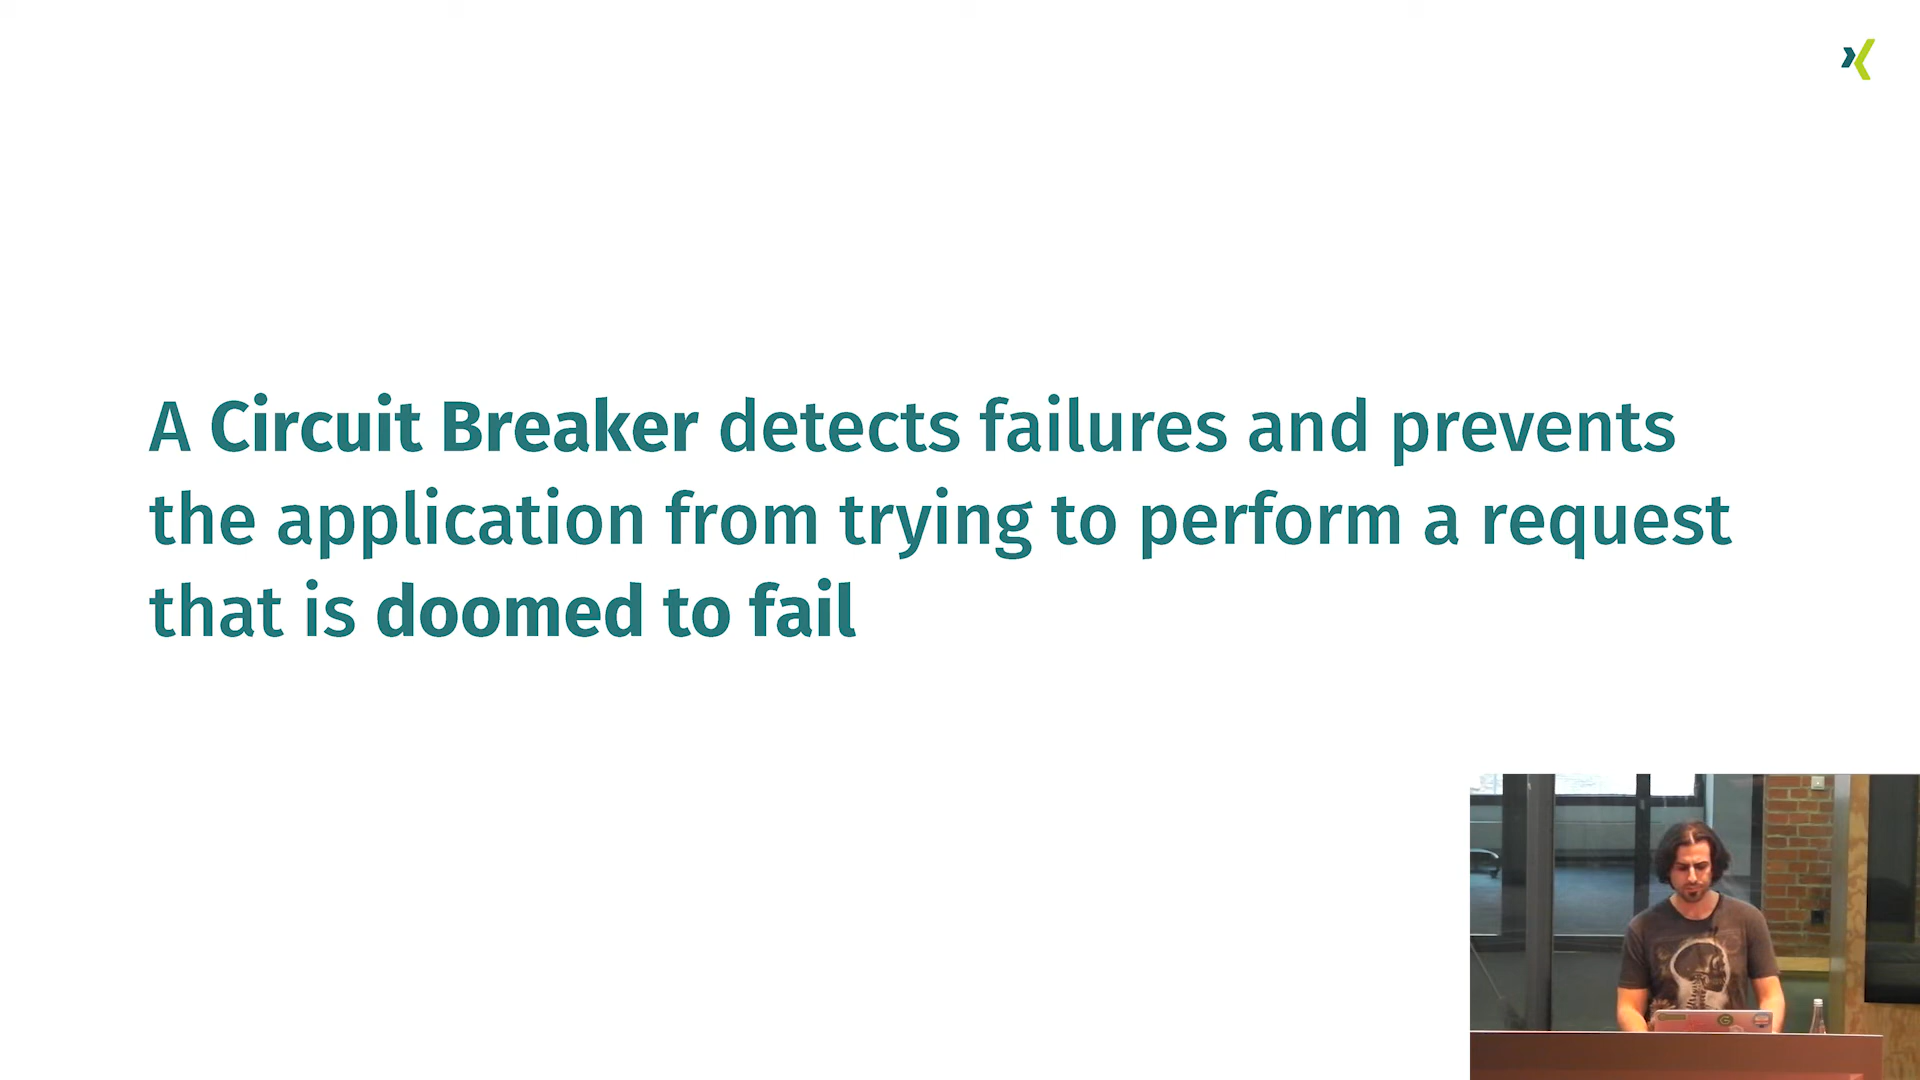 A Circuit Breaker detects failures and prevents
the application from trying to perform a request
that is doomed to fail